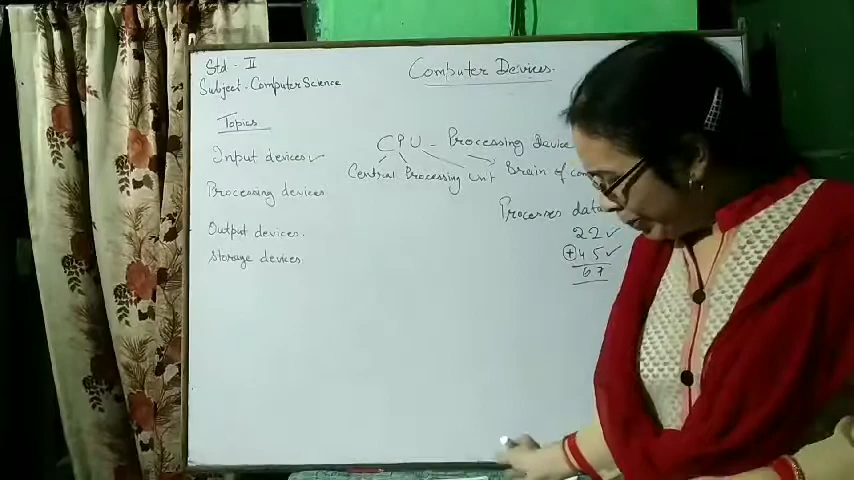 Std - II
Subject - Computer Science
Computer Devices.
Topics
Input devices ✓
Processing devices
Output devices.
Storage devices
CPU - Processing Device
Central Processing unit
Brain of
Processes data
22 ✓
+45 ✓
67